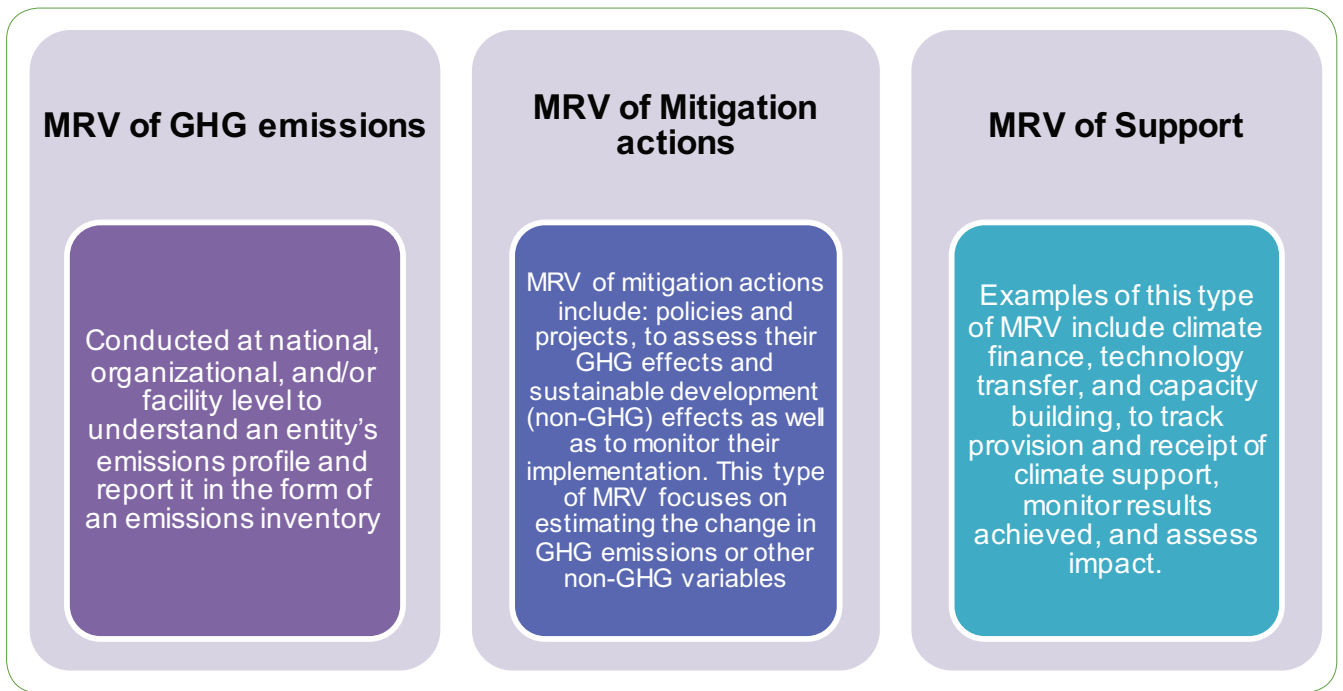 MRV of GHG emissions
Conducted at national,
organizational, and/or
facility level to
understand an entity’s
emissions profile and
report it in the form of
an emissions inventory
MRV of Mitigation
actions
MRV of mitigation actions
include: policies and
projects, to assess their
GHG effects and
sustainable development
(non-GHG) effects as well
as to monitor their
implementation. This type
of MRV focuses on
estimating the change in
GHG emissions or other
non-GHG variables
MRV of Support
Examples of this type
of MRV include climate
finance, technology
transfer, and capacity
building, to track
provision and receipt of
climate support,
monitor results
achieved, and assess
impact.